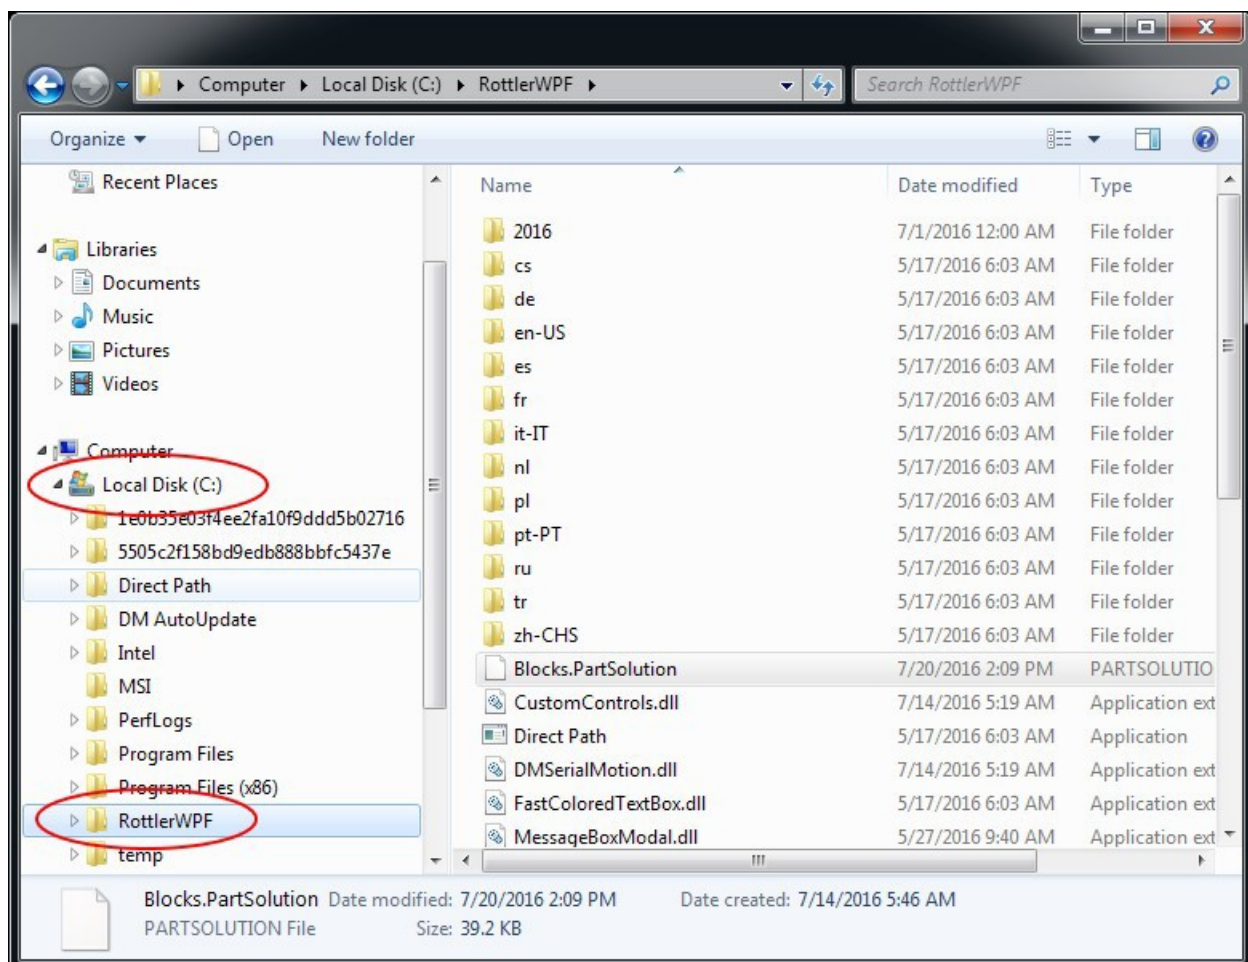 Computer Local Disk (C:) RottlerWPF Search RottlerWPF
Organize Open New folder
Recent Places
Libraries
Documents
Music
Pictures
Videos
Computer
Local Disk (C:)
1e0b35e03f4ee2fa10f9ddd5b02716
5505c2f158bd9edb888bbfc5437e
Direct Path
DM AutoUpdate
Intel
MSI
PerfLogs
Program Files
Program Files (x86)
RottlerWPF
temp
Name Date modified Type
2016 7/1/2016 12:00 AM File folder
cs 5/17/2016 6:03 AM File folder
de 5/17/2016 6:03 AM File folder
en-US 5/17/2016 6:03 AM File folder
es 5/17/2016 6:03 AM File folder
fr 5/17/2016 6:03 AM File folder
it-IT 5/17/2016 6:03 AM File folder
nl 5/17/2016 6:03 AM File folder
pl 5/17/2016 6:03 AM File folder
pt-PT 5/17/2016 6:03 AM File folder
ru 5/17/2016 6:03 AM File folder
tr 5/17/2016 6:03 AM File folder
zh-CHS 5/17/2016 6:03 AM File folder
Blocks.PartSolution 7/20/2016 2:09 PM PARTSOLUTIO
CustomControls.dll 7/14/2016 5:19 AM Application ext
Direct Path 5/17/2016 6:03 AM Application
DMSerialMotion.dll 7/14/2016 5:19 AM Application ext
FastColoredTextBox.dll 5/17/2016 6:03 AM Application ext
MessageBoxModal.dll 5/27/2016 9:40 AM Application ext
Blocks.PartSolution Date modified: 7/20/2016 2:09 PM Date created: 7/14/2016 5:46 AM
PARTSOLUTION File Size: 39.2 KB